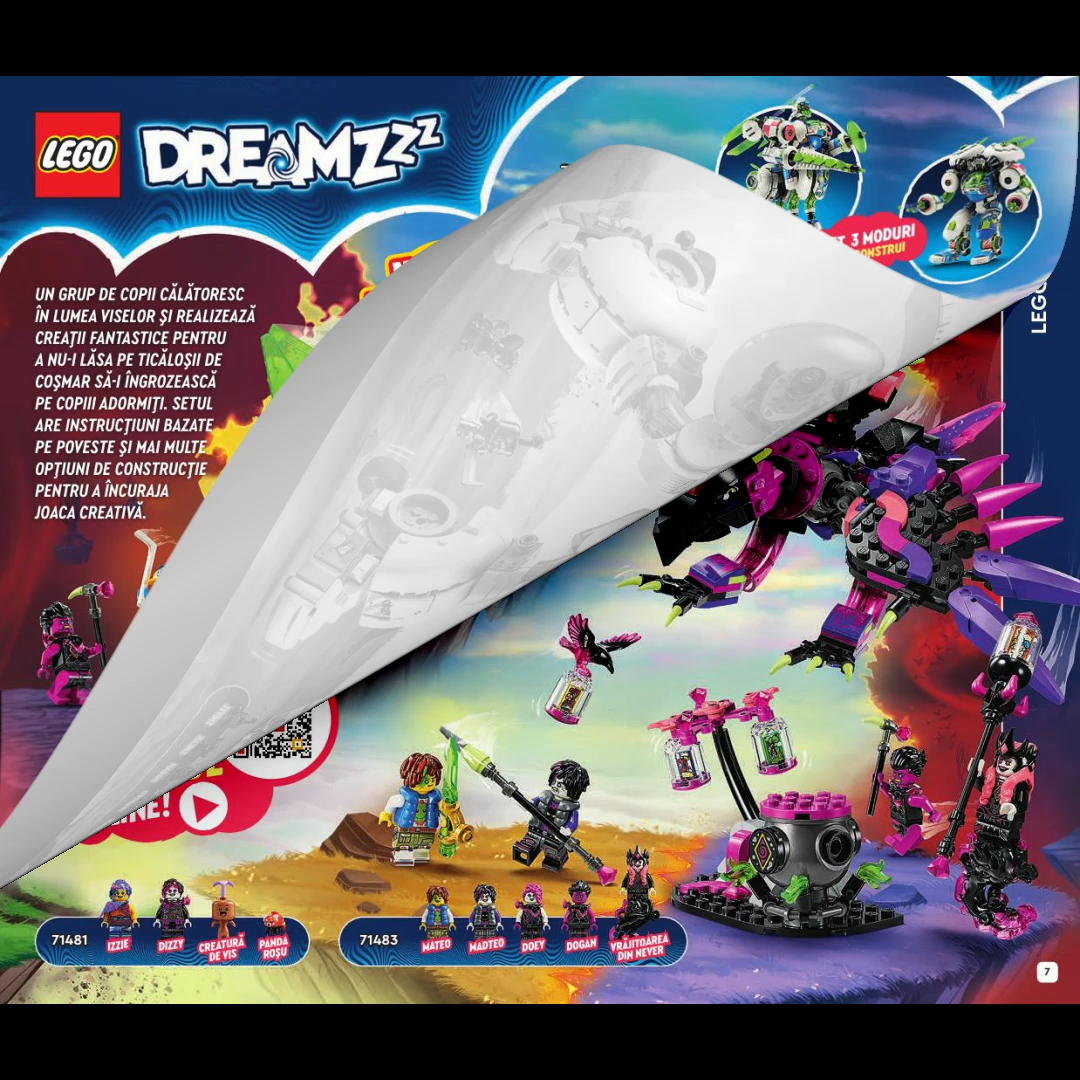 LEGO
DREAMZzz
3 MODURI
UN GRUP DE COPII CĂLĂTORESC
ÎN LUMEA VISELOR ȘI REALIZEAZĂ
CREAȚII FANTASTICE PENTRU
A NU-I LĂSA PE TICĂLOȘII DE
COȘMAR SĂ-I ÎNGROZEASCĂ
PE COPIII ADORMIȚI. SETUL
ARE INSTRUCȚIUNI BAZATE
PE POVESTE ȘI MAI MULTE
OPȚIUNI DE CONSTRUCȚIE
PENTRU A ÎNCURAJA
JOACA CREATIVĂ.
71481
IZZIE
DIZZY
CREATURĂ
DE VIS
PANDA
ROȘU
71483
MATEO
MADTEO
ZOEY
DOGAN
VRĂJITOAREA
DIN NEVER
7